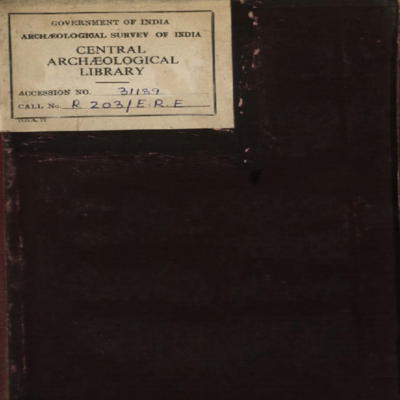 GOVERNMENT OF INDIA
ARCHÆOLOGICAL SURVEY OF INDIA
CENTRAL
ARCHÆOLOGICAL
LIBRARY
ACCESSION NO. 31189
CALL No. R 203/E.R.E